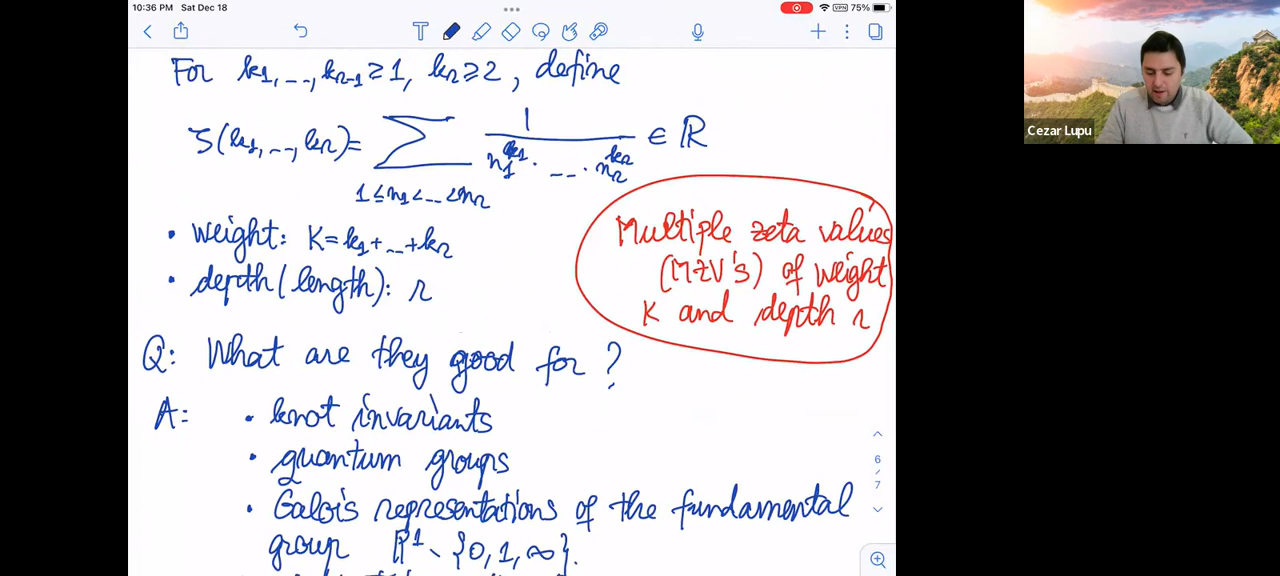 10:36 PM Sat Dec 18
VPN 75%
For k1, --, kr-1 ≥ 1, kr ≥ 2, define
ζ(k1, --, kr) = ∑ 1 / n1^k1 · -- · nr^kr ∈ ℝ
1 ≤ n1 < -- < nr
• weight: K = k1 + -- + kr
• depth (length): r
Multiple zeta values
(MZV's) of weight
K and depth r
Q: What are they good for?
A: • knot invariants
• quantum groups
• Galois representations of the fundamental
group ℙ1 \ {0, 1, ∞}.
6
/
7
Cezar Lupu